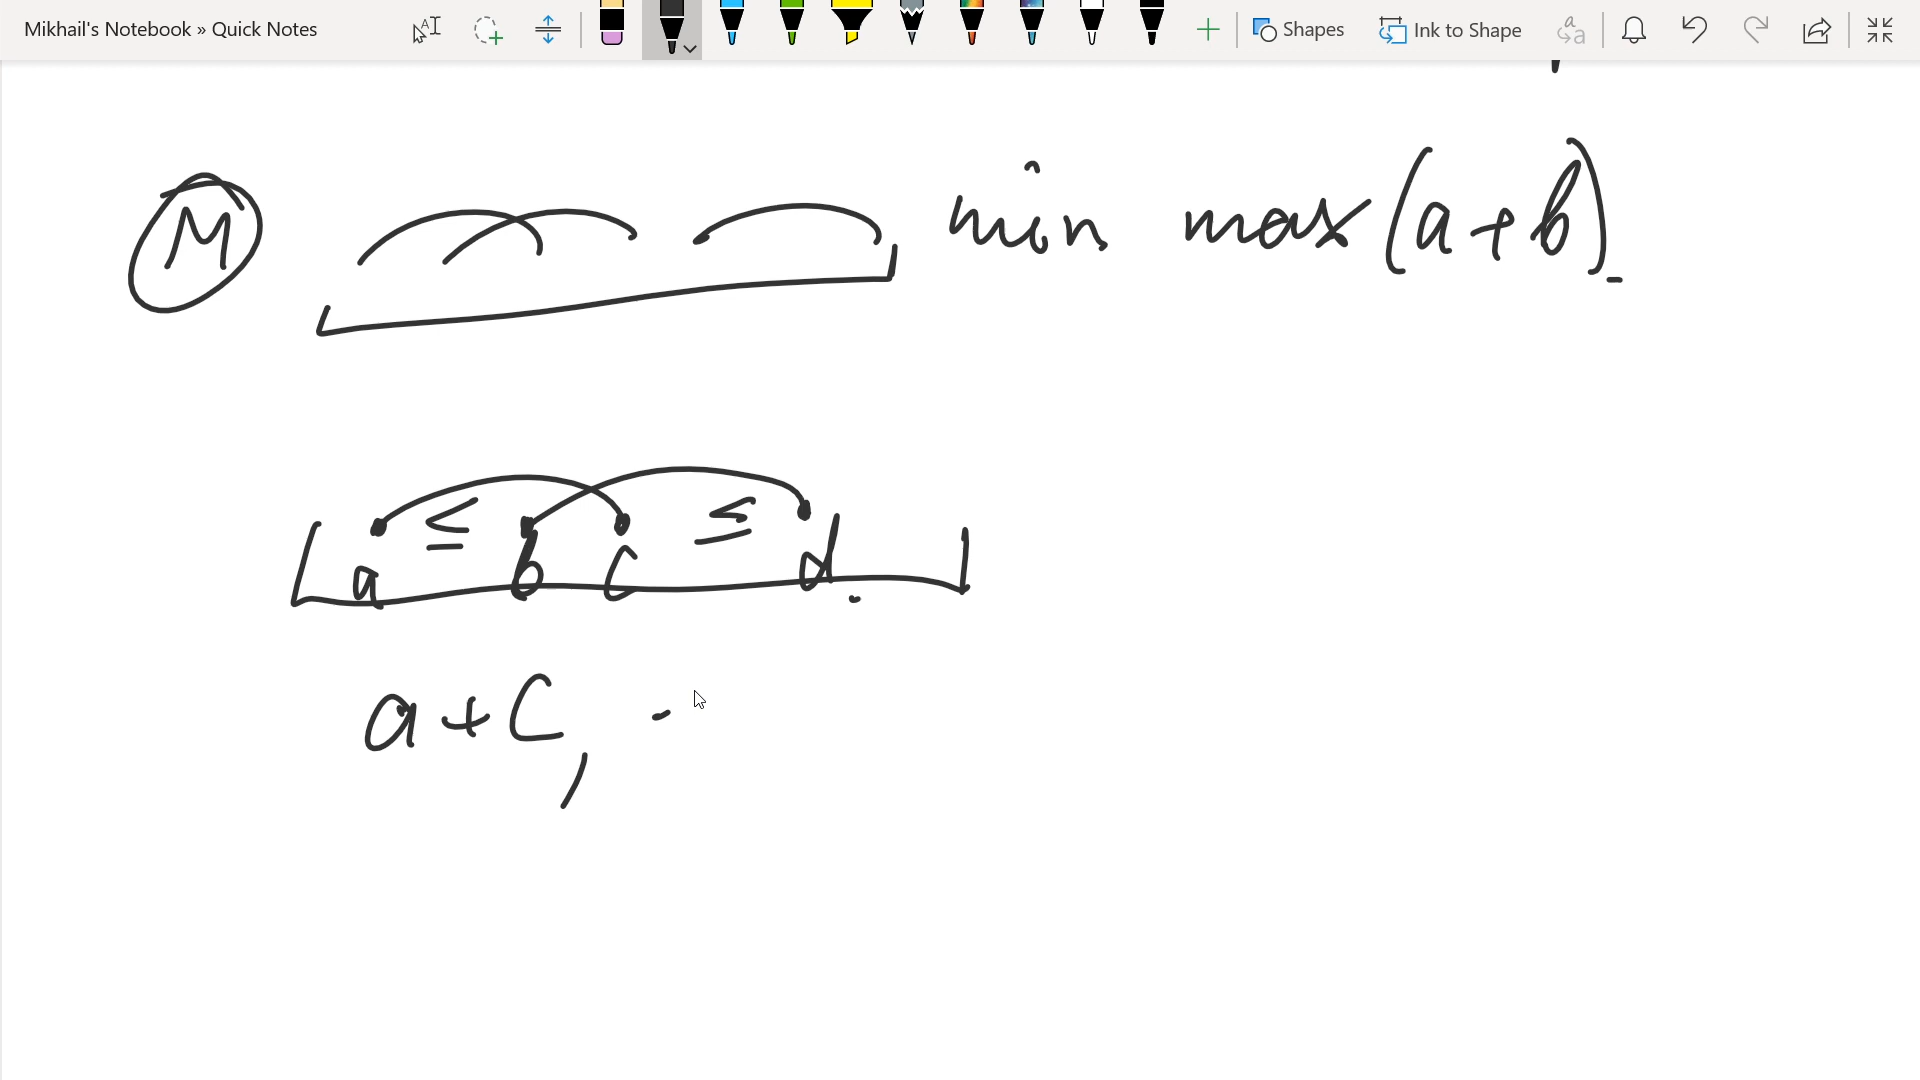 Mikhail's Notebook » Quick Notes
Shapes
Ink to Shape
M min max(a+b)
≤ ≤
a b c d
a+c,